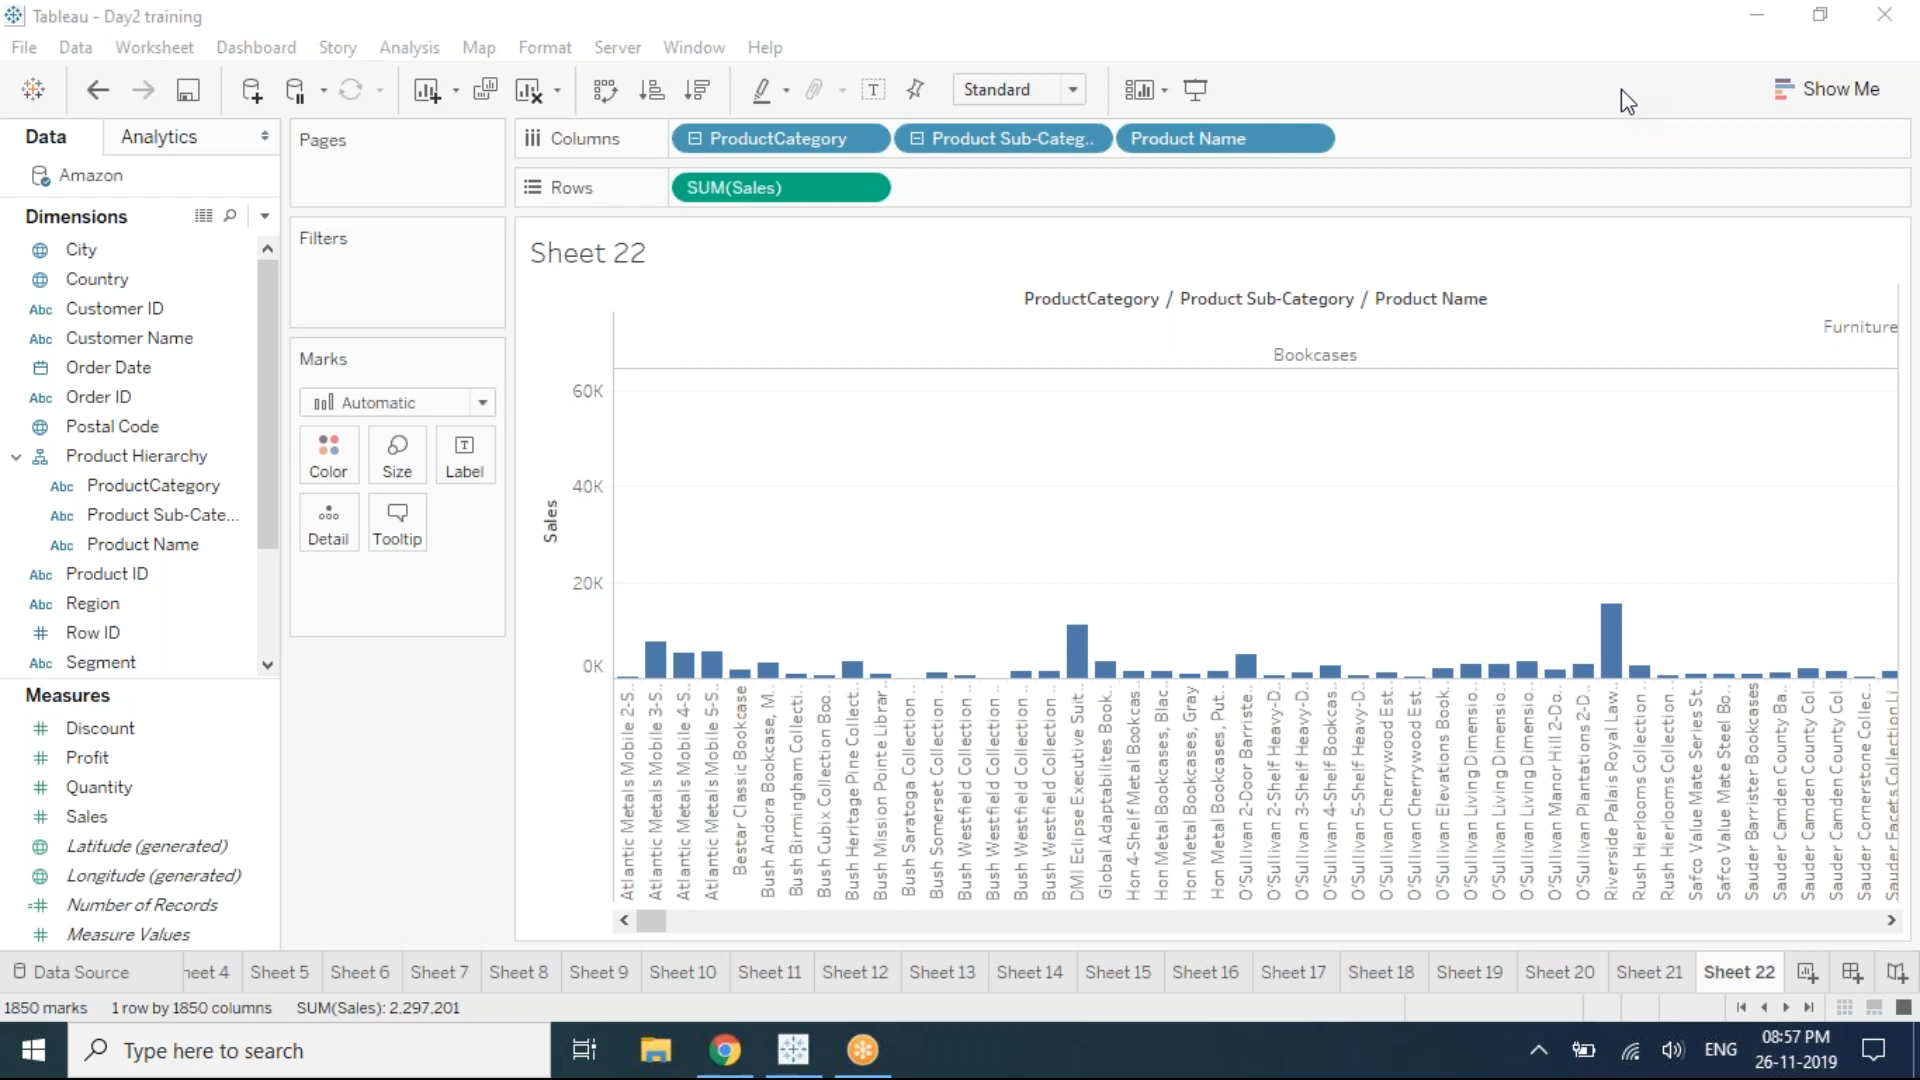 Tableau - Day2 training
File Data Worksheet Dashboard Story Analysis Map Format Server Window Help
Standard
Show Me
Data
Analytics
Amazon
Dimensions
City
Country
Abc Customer ID
Abc Customer Name
Order Date
Abc Order ID
Postal Code
Product Hierarchy
Abc ProductCategory
Abc Product Sub-Cate...
Abc Product Name
Abc Product ID
Abc Region
# Row ID
Abc Segment
Measures
# Discount
# Profit
# Quantity
# Sales
Latitude (generated)
Longitude (generated)
=# Number of Records
# Measure Values
Pages
Filters
Marks
Automatic
Color
Size
Label
Detail
Tooltip
Columns
ProductCategory
Product Sub-Categ..
Product Name
Rows
SUM(Sales)
Sheet 22
ProductCategory / Product Sub-Category / Product Name
Furniture
Bookcases
60K
40K
20K
0K
Sales
Atlantic Metals Mobile 2-S..
Atlantic Metals Mobile 3-S..
Atlantic Metals Mobile 4-S..
Atlantic Metals Mobile 5-S..
Bestar Classic Bookcase
Bush Andora Bookcase, M..
Bush Birmingham Collecti..
Bush Cubix Collection Boo..
Bush Heritage Pine Collect..
Bush Mission Pointe Librar..
Bush Saratoga Collection ..
Bush Somerset Collection ..
Bush Westfield Collection ..
Bush Westfield Collection ..
Bush Westfield Collection ..
Bush Westfield Collection ..
DMI Eclipse Executive Suit..
Global Adaptabilites Book..
Hon 4-Shelf Metal Bookcas..
Hon Metal Bookcases, Blac..
Hon Metal Bookcases, Gray
Hon Metal Bookcases, Put..
O'Sullivan 2-Door Barriste..
O'Sullivan 2-Shelf Heavy-D..
O'Sullivan 3-Shelf Heavy-D..
O'Sullivan 4-Shelf Bookcas..
O'Sullivan 5-Shelf Heavy-D..
O'Sullivan Cherrywood Est..
O'Sullivan Cherrywood Est..
O'Sullivan Elevations Book..
O'Sullivan Living Dimensio..
O'Sullivan Living Dimensio..
O'Sullivan Living Dimensio..
O'Sullivan Manor Hill 2-Do..
O'Sullivan Plantations 2-D..
Riverside Palais Royal Law..
Rush Hierlooms Collection ..
Rush Hierlooms Collection ..
Safco Value Mate Series St..
Safco Value Mate Steel Bo..
Sauder Barrister Bookcases
Sauder Camden County Ba..
Sauder Camden County Col..
Sauder Camden County Col..
Sauder Cornerstone Collec..
Sauder Facets Collection Li..
Data Source
heet 4
Sheet 5
Sheet 6
Sheet 7
Sheet 8
Sheet 9
Sheet 10
Sheet 11
Sheet 12
Sheet 13
Sheet 14
Sheet 15
Sheet 16
Sheet 17
Sheet 18
Sheet 19
Sheet 20
Sheet 21
Sheet 22
1850 marks 1 row by 1850 columns SUM(Sales): 2,297,201
Type here to search
ENG
08:57 PM
26-11-2019